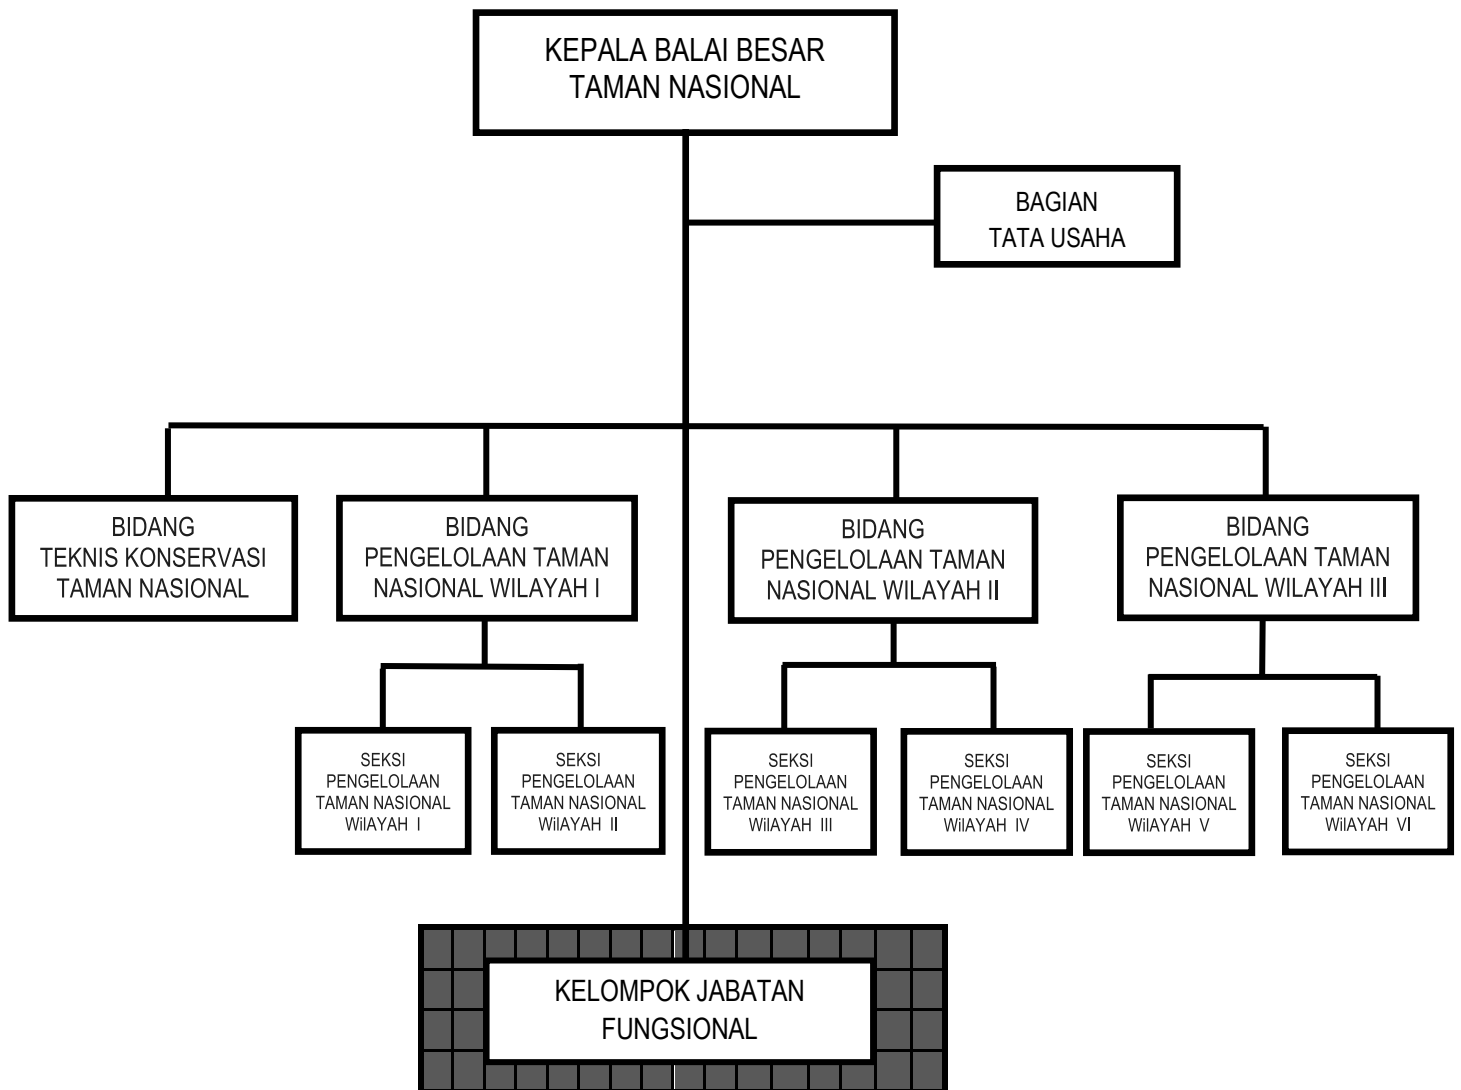 KEPALA BALAI BESAR
TAMAN NASIONAL
BAGIAN
TATA USAHA
BIDANG
TEKNIS KONSERVASI
TAMAN NASIONAL
BIDANG
PENGELOLAAN TAMAN
NASIONAL WILAYAH I
BIDANG
PENGELOLAAN TAMAN
NASIONAL WILAYAH II
BIDANG
PENGELOLAAN TAMAN
NASIONAL WILAYAH III
SEKSI
PENGELOLAAN
TAMAN NASIONAL
WilAYAH I
SEKSI
PENGELOLAAN
TAMAN NASIONAL
WilAYAH II
SEKSI
PENGELOLAAN
TAMAN NASIONAL
WilAYAH III
SEKSI
PENGELOLAAN
TAMAN NASIONAL
WilAYAH IV
SEKSI
PENGELOLAAN
TAMAN NASIONAL
WilAYAH V
SEKSI
PENGELOLAAN
TAMAN NASIONAL
WilAYAH VI
KELOMPOK JABATAN
FUNGSIONAL